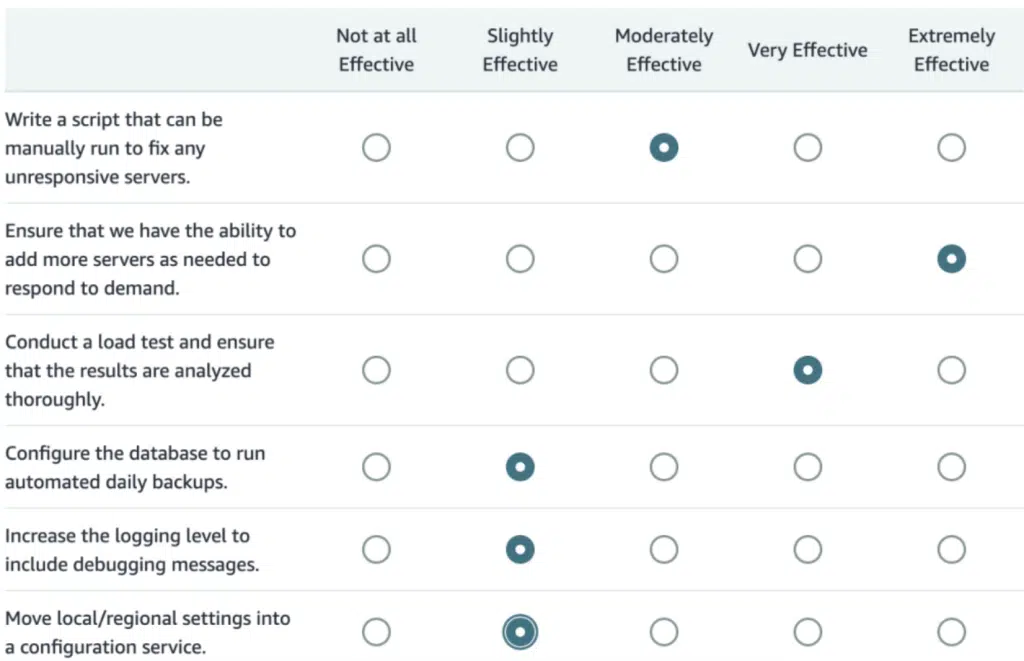 Not at all Effective
Slightly Effective
Moderately Effective
Very Effective
Extremely Effective
Write a script that can be
manually run to fix any
unresponsive servers.
Ensure that we have the ability to
add more servers as needed to
respond to demand.
Conduct a load test and ensure
that the results are analyzed
thoroughly.
Configure the database to run
automated daily backups.
Increase the logging level to
include debugging messages.
Move local/regional settings into
a configuration service.